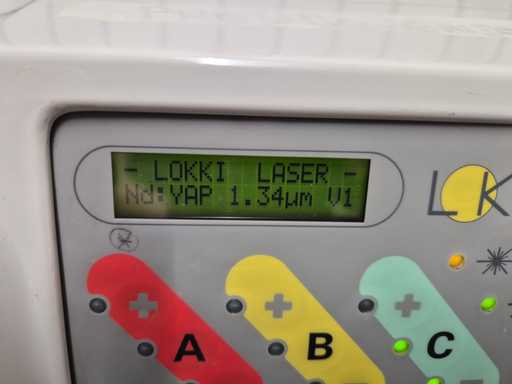 - LOKKI LASER -
Nd:YAP 1.34µm V1
L K
A B C